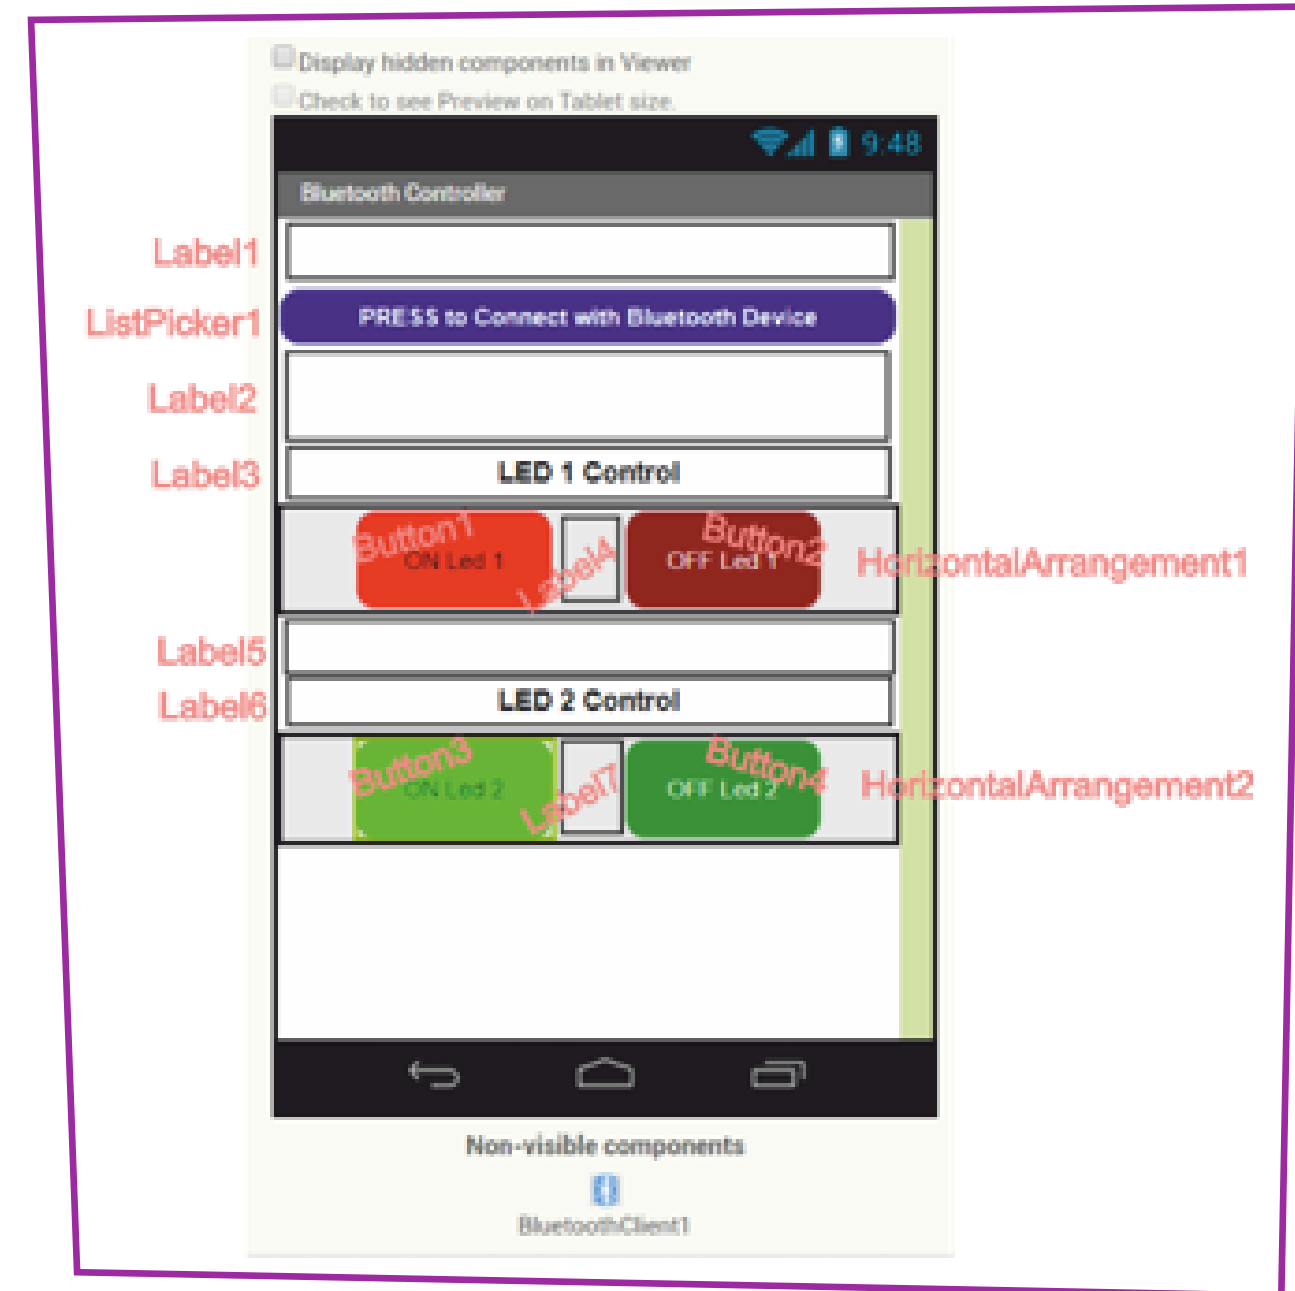 Display hidden components in Viewer
Check to see Preview on Tablet size.
9:48
Bluetooth Controller
Label1
ListPicker1
PRESS to Connect with Bluetooth Device
Label2
Label3
LED 1 Control
Button1
ON Led 1
Label4
Button2
OFF Led 1
HorizontalArrangement1
Label5
Label6
LED 2 Control
Button3
ON Led 2
Label7
Button4
OFF Led 2
HorizontalArrangement2
Non-visible components
BluetoothClient1